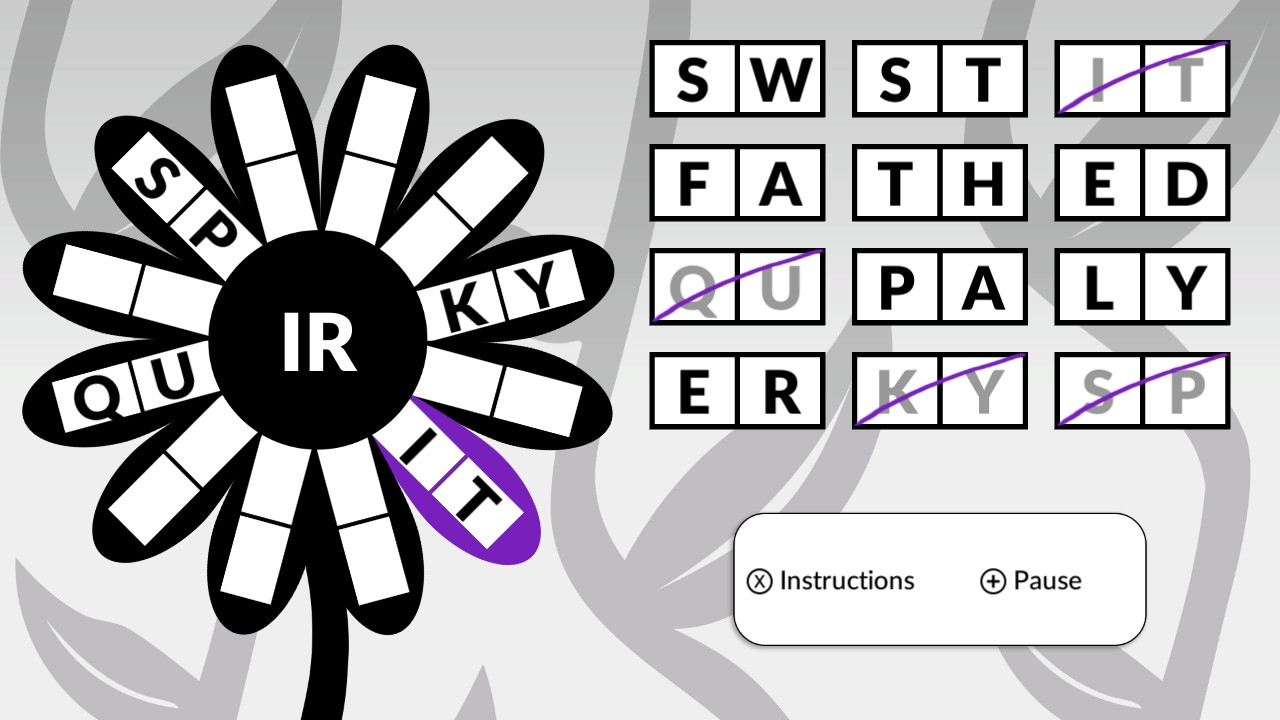 SP
QU
IR
KY
IT
SW ST IT
FA TH ED
QU PA LY
ER KY SP
Ⓧ Instructions ⊕ Pause